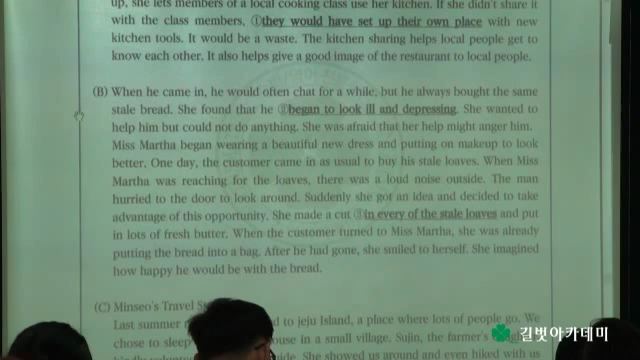 up, she lets members of a local cooking class use her kitchen. If she didn't share it
with the class members, ①they would have set up their own place with new
kitchen tools. It would be a waste. The kitchen sharing helps local people get to
know each other. It also helps give a good image of the restaurant to local people.
(B) When he came in, he would often chat for a while, but he always bought the same
stale bread. She found that he ②began to look ill and depressing. She wanted to
help him but could not do anything. She was afraid that her help might anger him.
Miss Martha began wearing a beautiful new dress and putting on makeup to look
better. One day, the customer came in as usual to buy his stale loaves. When Miss
Martha was reaching for the loaves, there was a loud noise outside. The man
hurried to the door to look around. Suddenly she got an idea and decided to take
advantage of this opportunity. She made a cut ③in every of the stale loaves and put
in lots of fresh butter. When the customer turned to Miss Martha, she was already
putting the bread into a bag. After he had gone, she smiled to herself. She imagined
how happy he would be with the bread.
(C) Minseo's Travel
Last summer to jeju Island, a place where lots of people go. We
chose to sleep in a small village. Sujin, the farmer's
She showed us around and even hiked with us
길벗아카데미